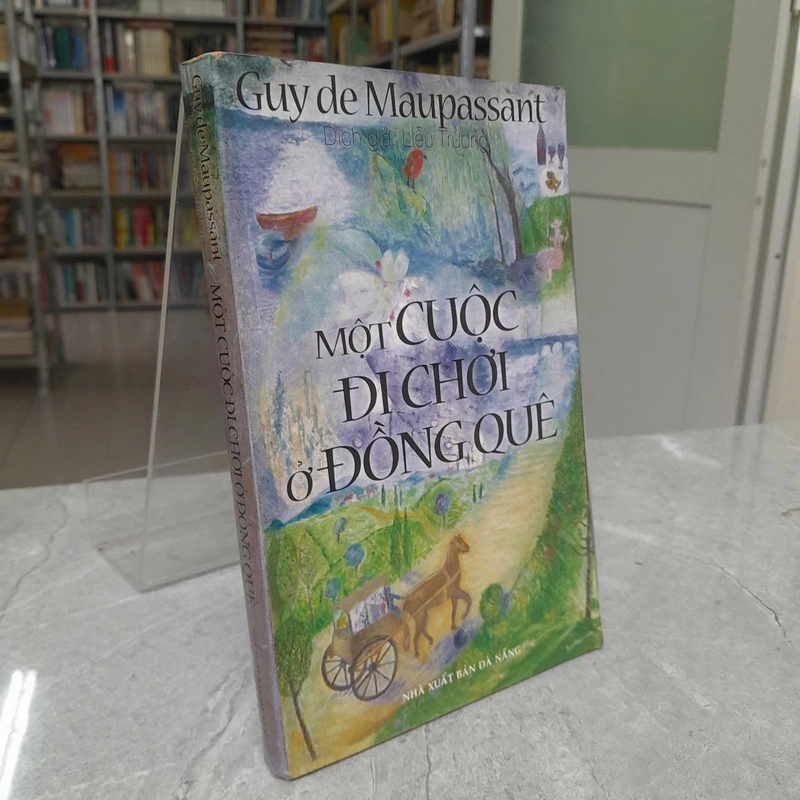 Guy de Maupassant
Dịch giả: Liễu Trương
MỘT CUỘC
ĐI CHƠI
Ở ĐỒNG QUÊ
NHÀ XUẤT BẢN ĐÀ NẴNG
Guy de Maupassant MỘT CUỘC ĐI CHƠI Ở ĐỒNG QUÊ